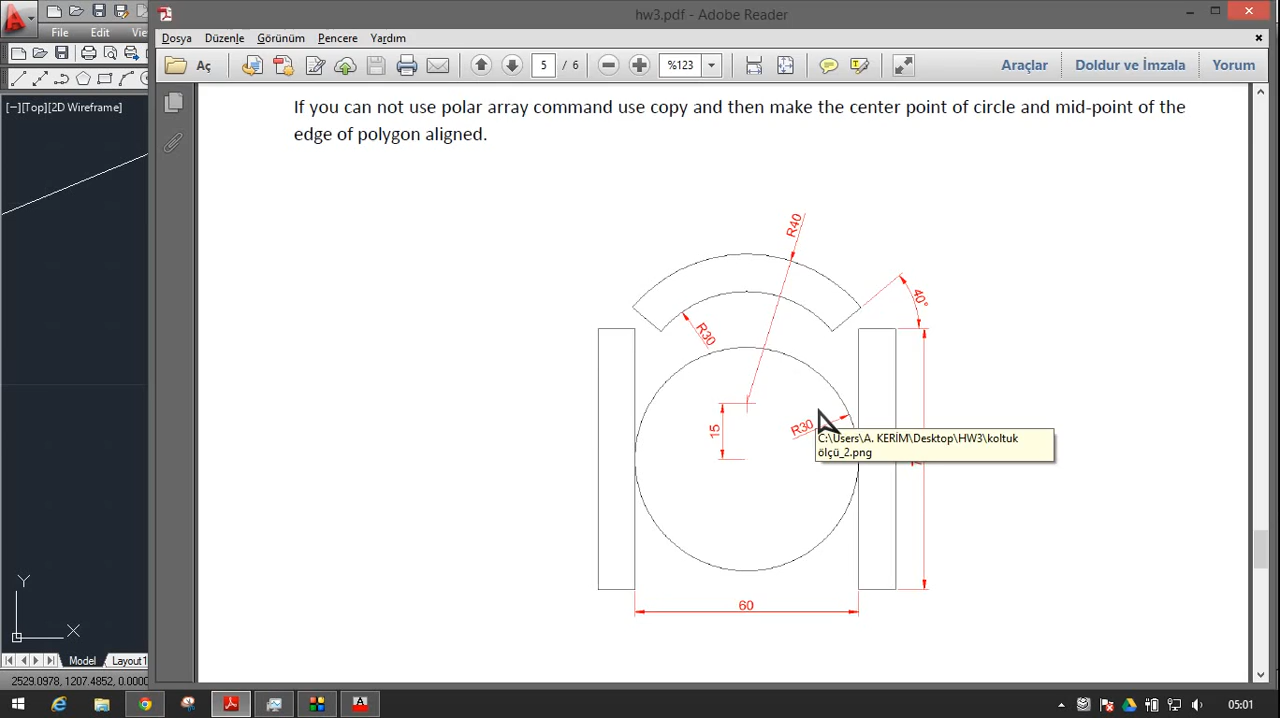 hw3.pdf - Adobe Reader
File Edit Vi
Dosya Düzenle Görünüm Pencere Yardım
Aç 5 / 6 %123 Araçlar Doldur ve İmzala Yorum
[−][Top][2D Wireframe]
If you can not use polar array command use copy and then make the center point of circle and mid-point of the
edge of polygon aligned.
R40
40°
R30
15
R30
C:\Users\A. KERİM\Desktop\HW3\koltuk
ölçü_2.png
60
Y
X
Model Layout1
2529.0978, 1207.4852, 0.0000
05:01